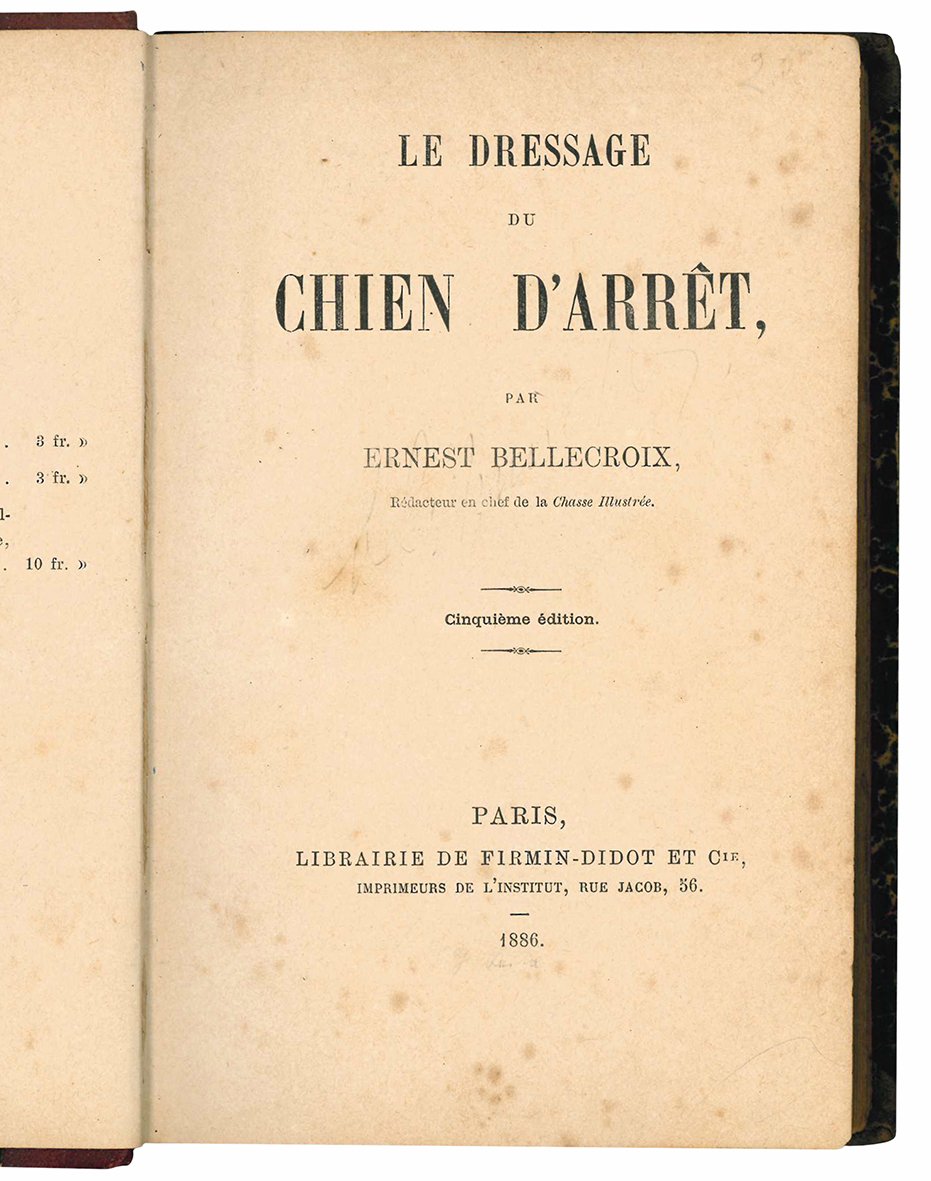 . 3 fr. »
. 3 fr. »
l-
e,
. 10 fr. »
LE DRESSAGE
DU
CHIEN D'ARRÊT,
PAR
ERNEST BELLECROIX,
Rédacteur en chef de la Chasse Illustrée.
Cinquième édition.
PARIS,
LIBRAIRIE DE FIRMIN-DIDOT ET CIE,
IMPRIMEURS DE L'INSTITUT, RUE JACOB, 56.
1886.